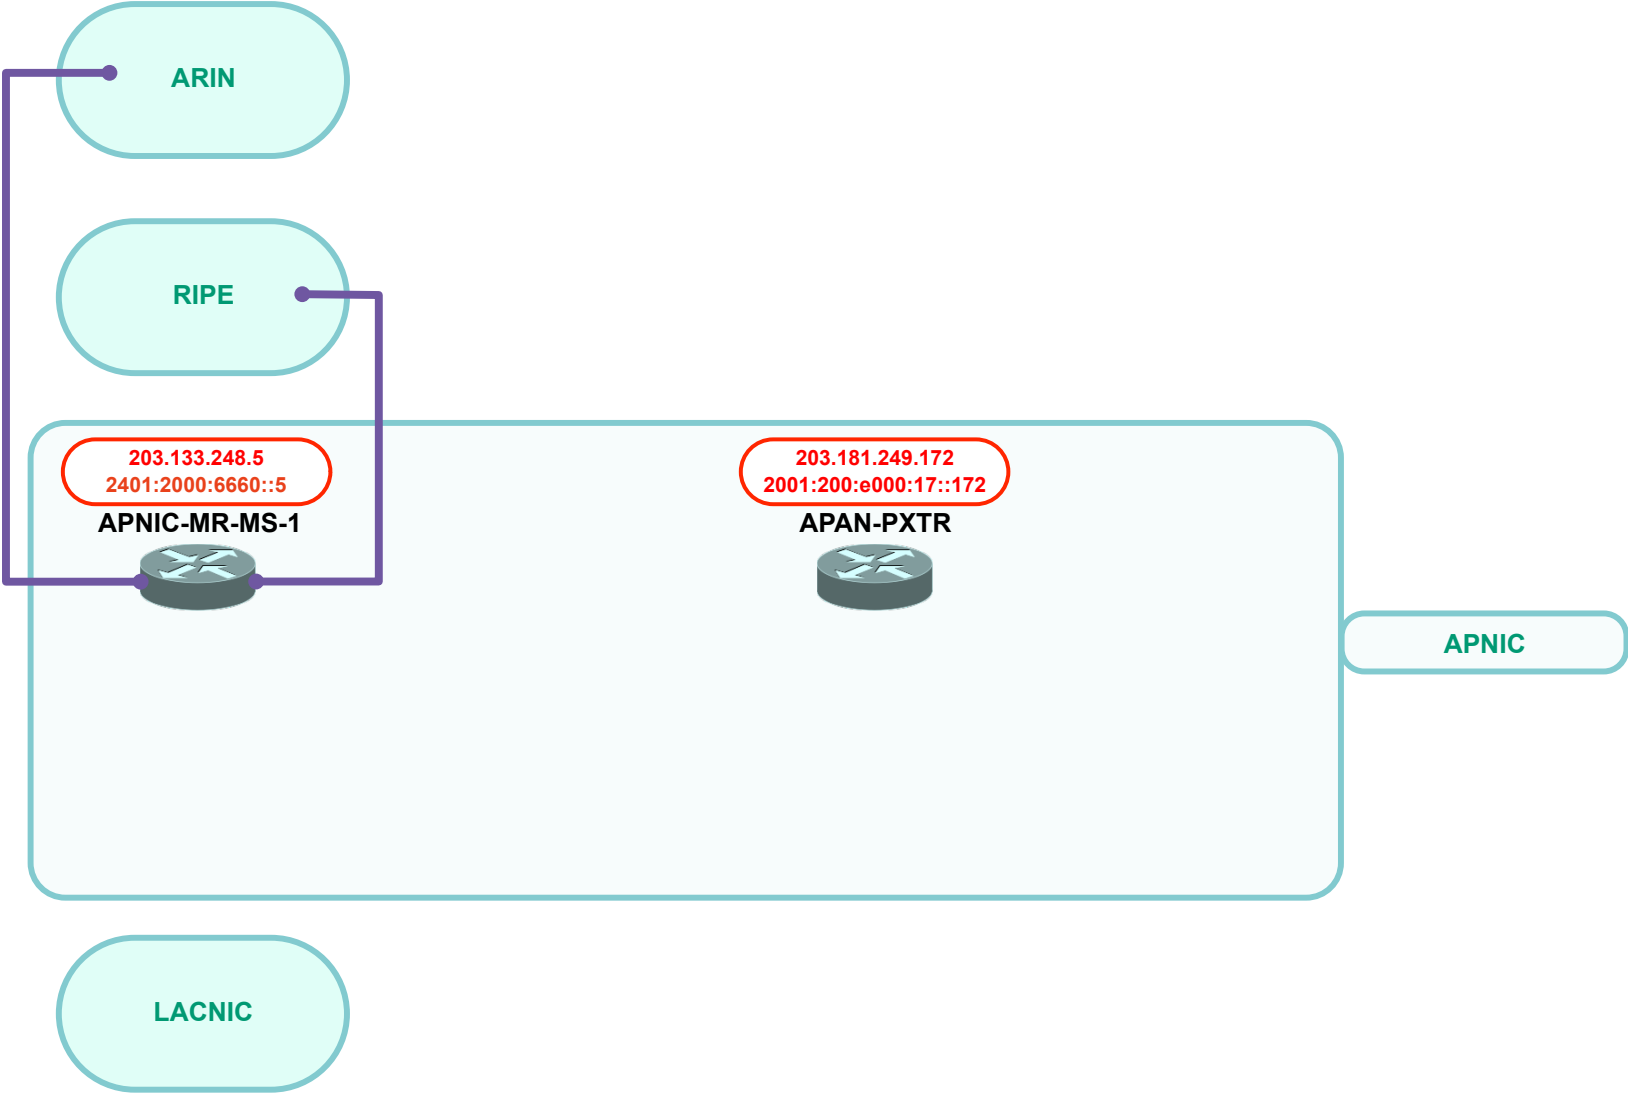 ARIN
RIPE
203.133.248.5
2401:2000:6660::5
APNIC-MR-MS-1
203.181.249.172
2001:200:e000:17::172
APAN-PXTR
APNIC
LACNIC